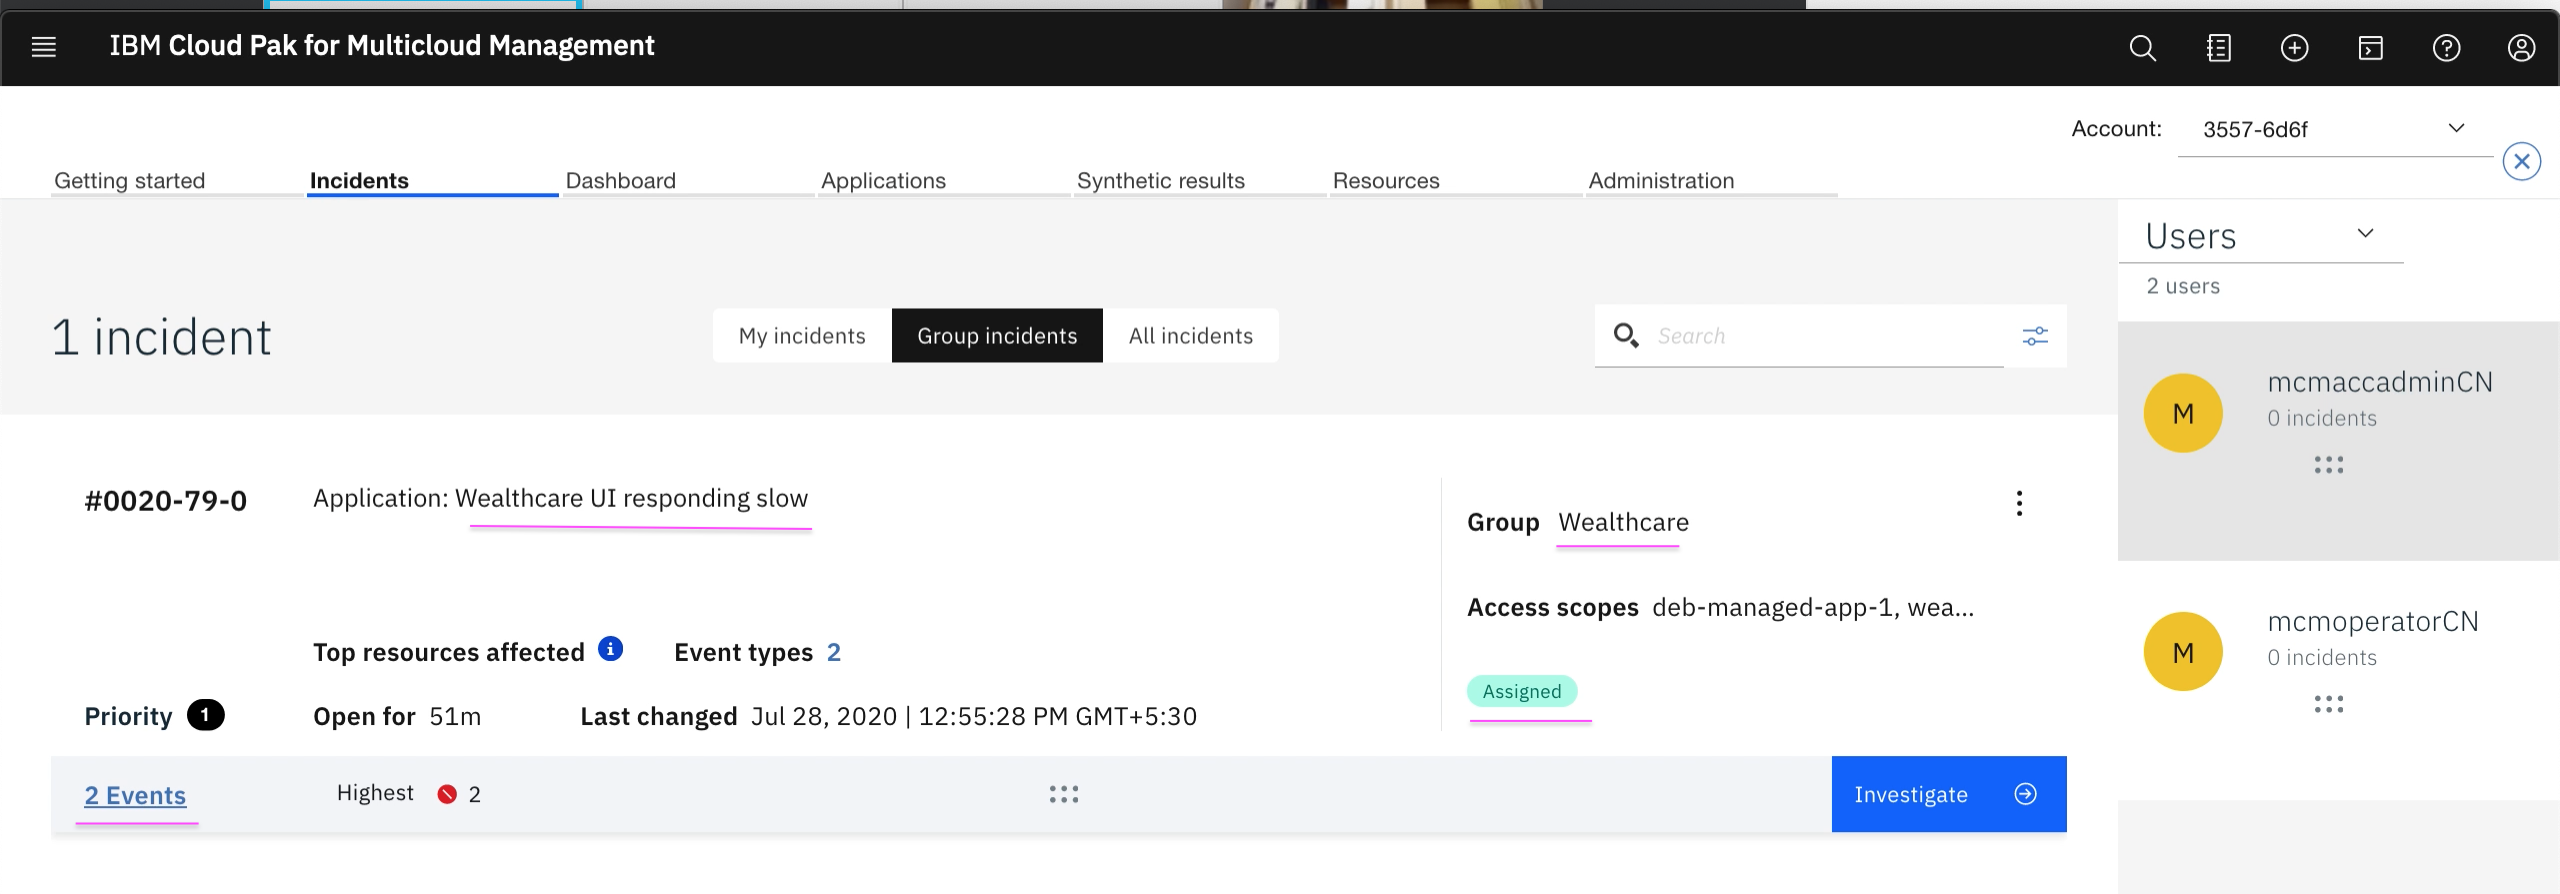 IBM Cloud Pak for Multicloud Management
Account: 3557-6d6f
Getting started Incidents Dashboard Applications Synthetic results Resources Administration
Users
2 users
1 incident
My incidents Group incidents All incidents
Search
M mcmaccadminCN
0 incidents
#0020-79-0 Application: Wealthcare UI responding slow
Group Wealthcare
Access scopes deb-managed-app-1, wea...
M mcmoperatorCN
0 incidents
Top resources affected Event types 2
Assigned
Priority 1 Open for 51m Last changed Jul 28, 2020 | 12:55:28 PM GMT+5:30
2 Events Highest 2 Investigate